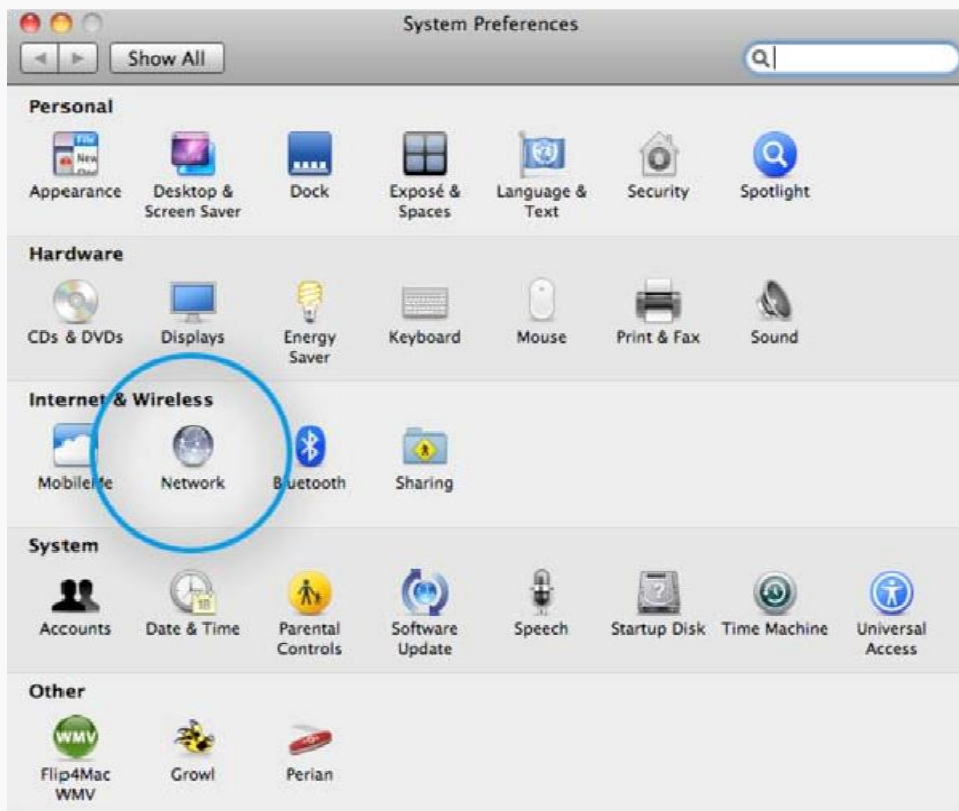 System Preferences
Show All
Personal
Appearance
Desktop & Screen Saver
Dock
Exposé & Spaces
Language & Text
Security
Spotlight
Hardware
CDs & DVDs
Displays
Energy Saver
Keyboard
Mouse
Print & Fax
Sound
Internet & Wireless
MobileMe
Network
Bluetooth
Sharing
System
Accounts
Date & Time
Parental Controls
Software Update
Speech
Startup Disk
Time Machine
Universal Access
Other
WMV
Flip4Mac WMV
Growl
Perian